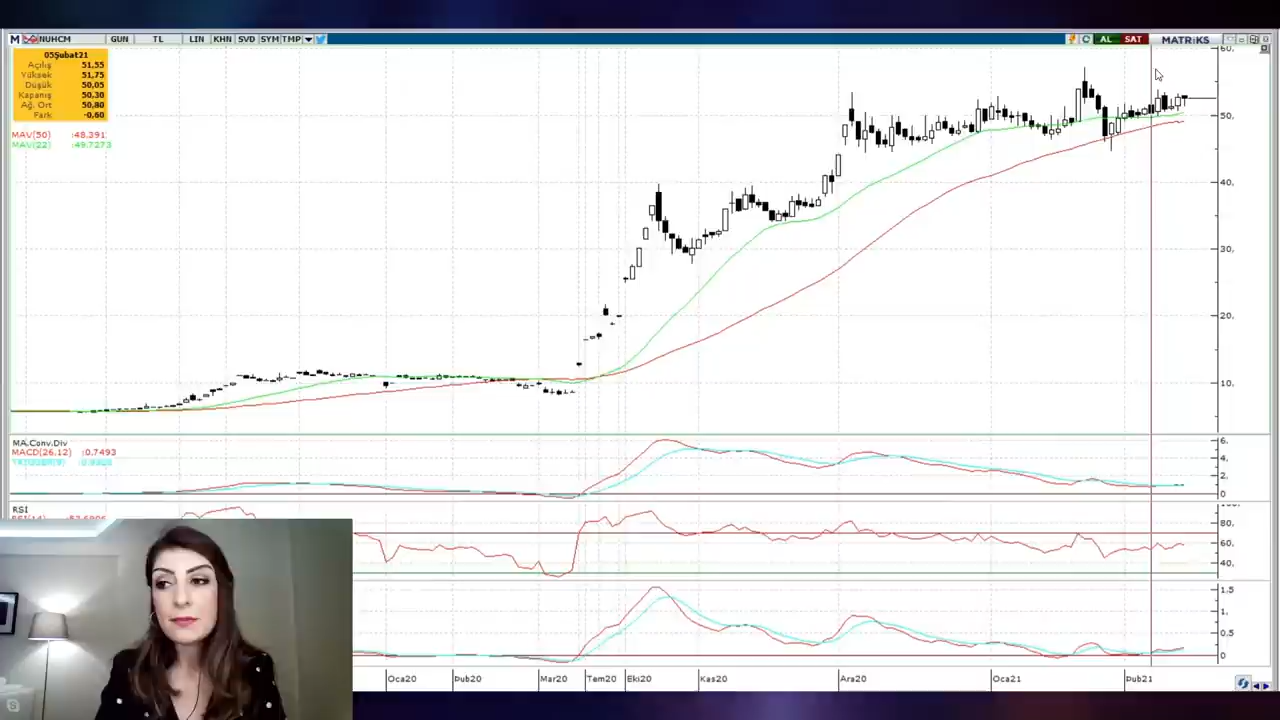 M NUHCM GUN TL LIN KHN SVD SYM TMP AL SAT MATRiKS
05Şubat21
Açılış 51,55
Yüksek 51,75
Düşük 50,05
Kapanış 50,30
Ağ. Ort 50,80
Fark -0,60
MAV(50) :48.391
MAV(22) :49.7273
60,
50,
40,
30,
20,
10,
MA.Conv.Div
MACD(26,12) :0.7493
6,
4,
2,
0
RSI
80,
60,
40,
1,5
1,
0,5
0
Oca20 Şub20 Mar20 Tem20 Eki20 Kas20 Ara20 Oca21 Şub21